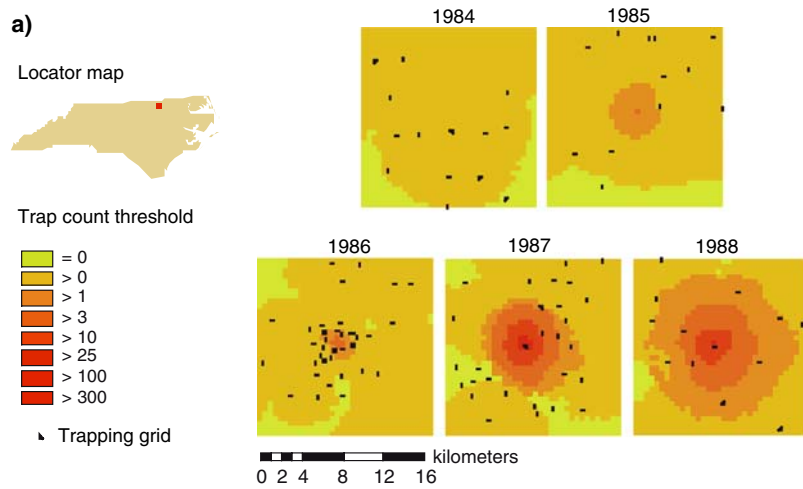 a)
1984
1985
Locator map
Trap count threshold
1986
1987
1988
= 0
> 0
> 1
> 3
> 10
> 25
> 100
> 300
Trapping grid
kilometers
0 2 4 8 12 16